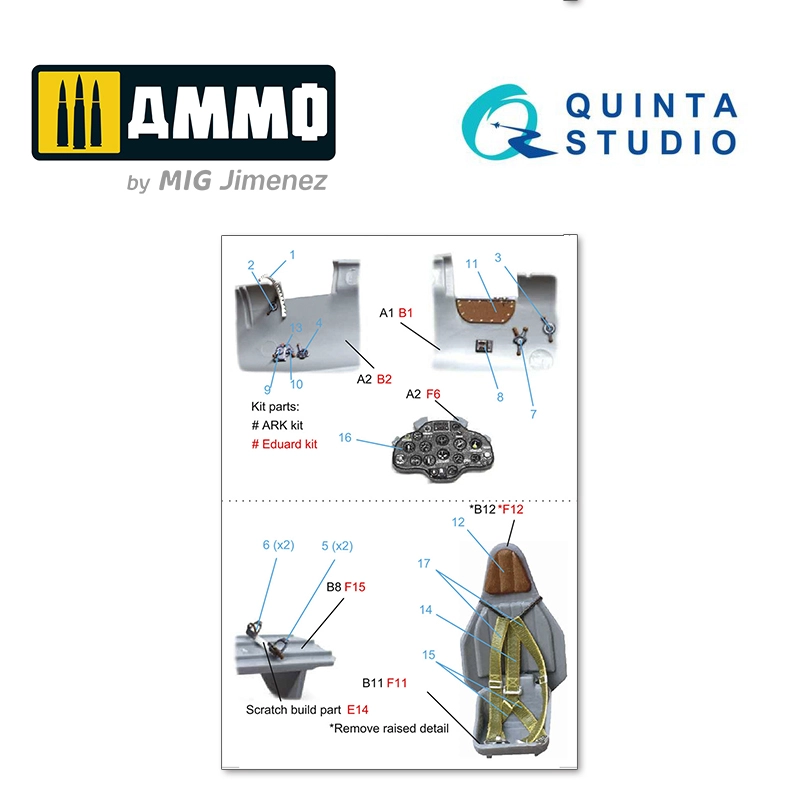 AMMO
by MIG Jimenez
QUINTA
STUDIO
1
2
13
4
9
10
A2 B2
3
11
A1 B1
8
7
Kit parts:
# ARK kit
# Eduard kit
A2 F6
16
*B12 *F12
12
6 (x2)
5 (x2)
17
B8 F15
14
15
B11 F11
Scratch build part E14
*Remove raised detail